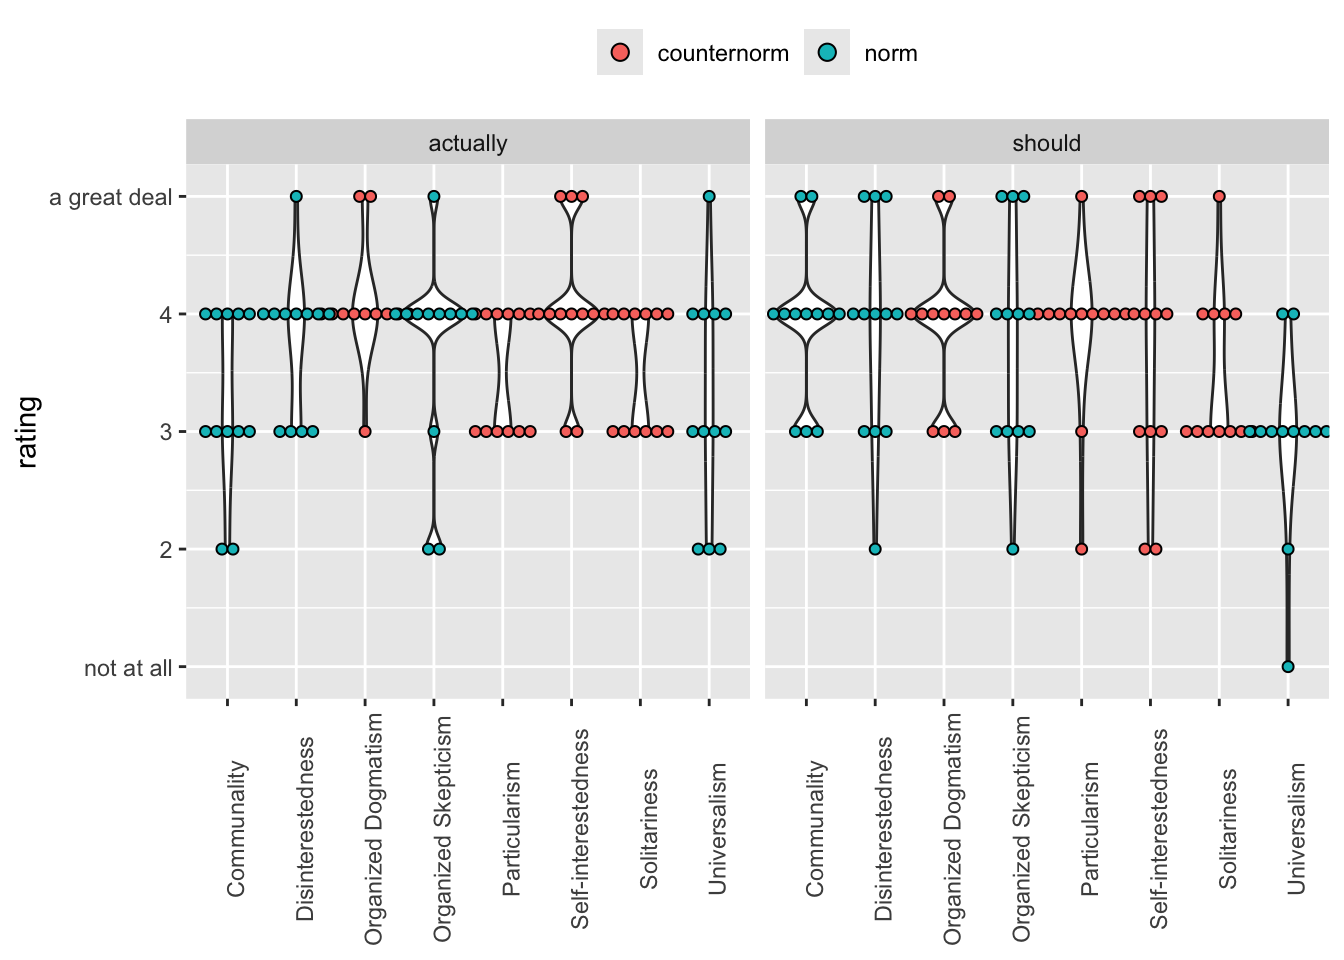 counternorm norm
actually should
a great deal
4
3
2
not at all
rating
Communality
Disinterestedness
Organized Dogmatism
Organized Skepticism
Particularism
Self-interestedness
Solitariness
Universalism
Communality
Disinterestedness
Organized Dogmatism
Organized Skepticism
Particularism
Self-interestedness
Solitariness
Universalism